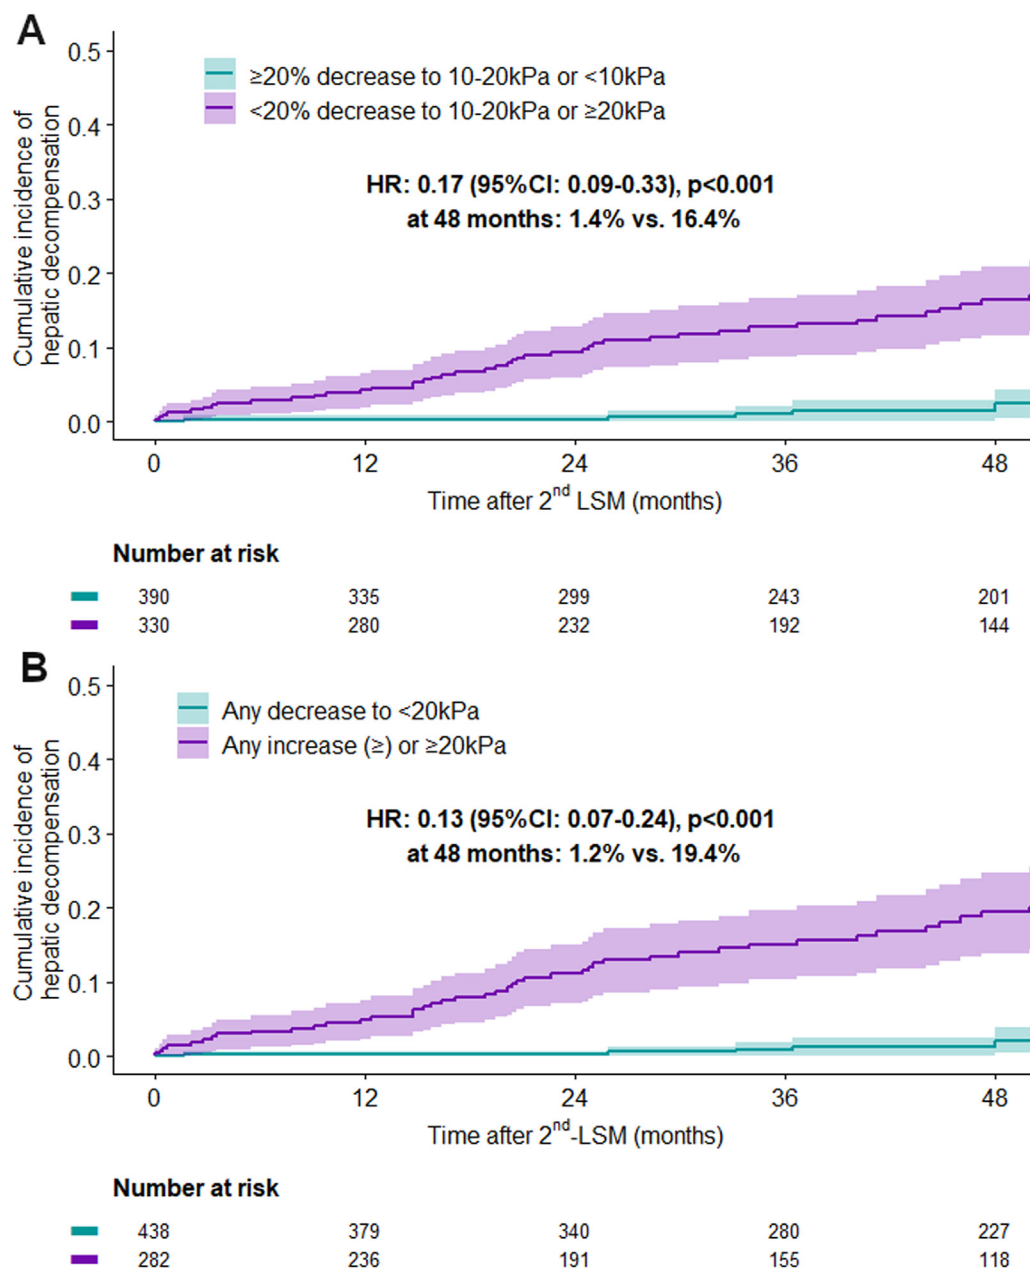 A
Cumulative incidence of
hepatic decompensation
0.5
0.4
0.3
0.2
0.1
0.0
≥20% decrease to 10-20kPa or <10kPa
<20% decrease to 10-20kPa or ≥20kPa
HR: 0.17 (95%CI: 0.09-0.33), p<0.001
at 48 months: 1.4% vs. 16.4%
0 12 24 36 48
Time after 2nd LSM (months)
Number at risk
390 335 299 243 201
330 280 232 192 144
B
Cumulative incidence of
hepatic decompensation
0.5
0.4
0.3
0.2
0.1
0.0
Any decrease to <20kPa
Any increase (≥) or ≥20kPa
HR: 0.13 (95%CI: 0.07-0.24), p<0.001
at 48 months: 1.2% vs. 19.4%
0 12 24 36 48
Time after 2nd-LSM (months)
Number at risk
438 379 340 280 227
282 236 191 155 118